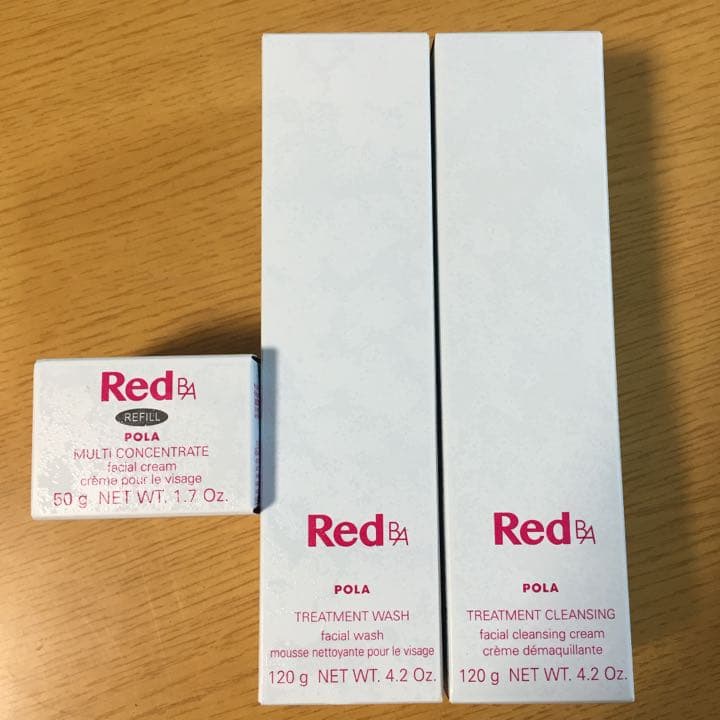 Red BA
REFILL
POLA
MULTI CONCENTRATE
facial cream
crème pour le visage
50 g NET WT. 1.7 Oz.
Red BA
POLA
TREATMENT WASH
facial wash
mousse nettoyante pour le visage
120 g NET WT. 4.2 Oz.
Red BA
POLA
TREATMENT CLEANSING
facial cleansing cream
crème démaquillante
120 g NET WT. 4.2 Oz.